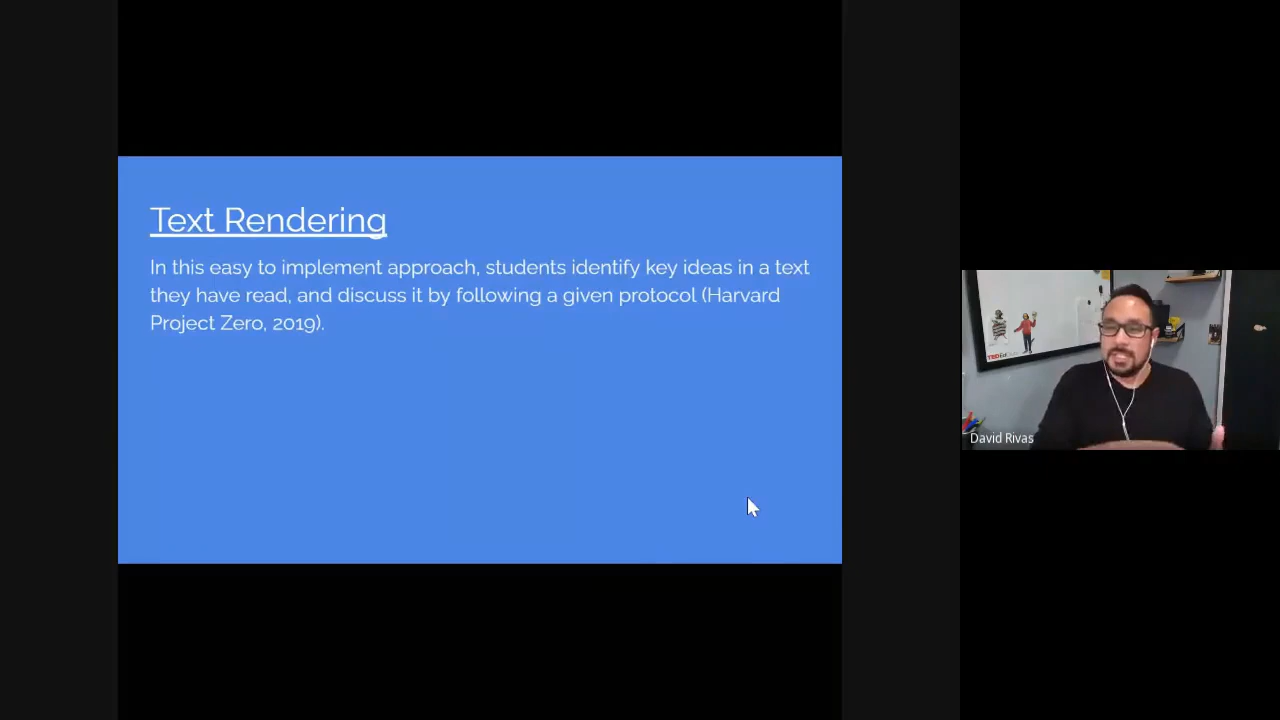 Text Rendering
In this easy to implement approach, students identify key ideas in a text
they have read, and discuss it by following a given protocol (Harvard
Project Zero, 2019).
David Rivas